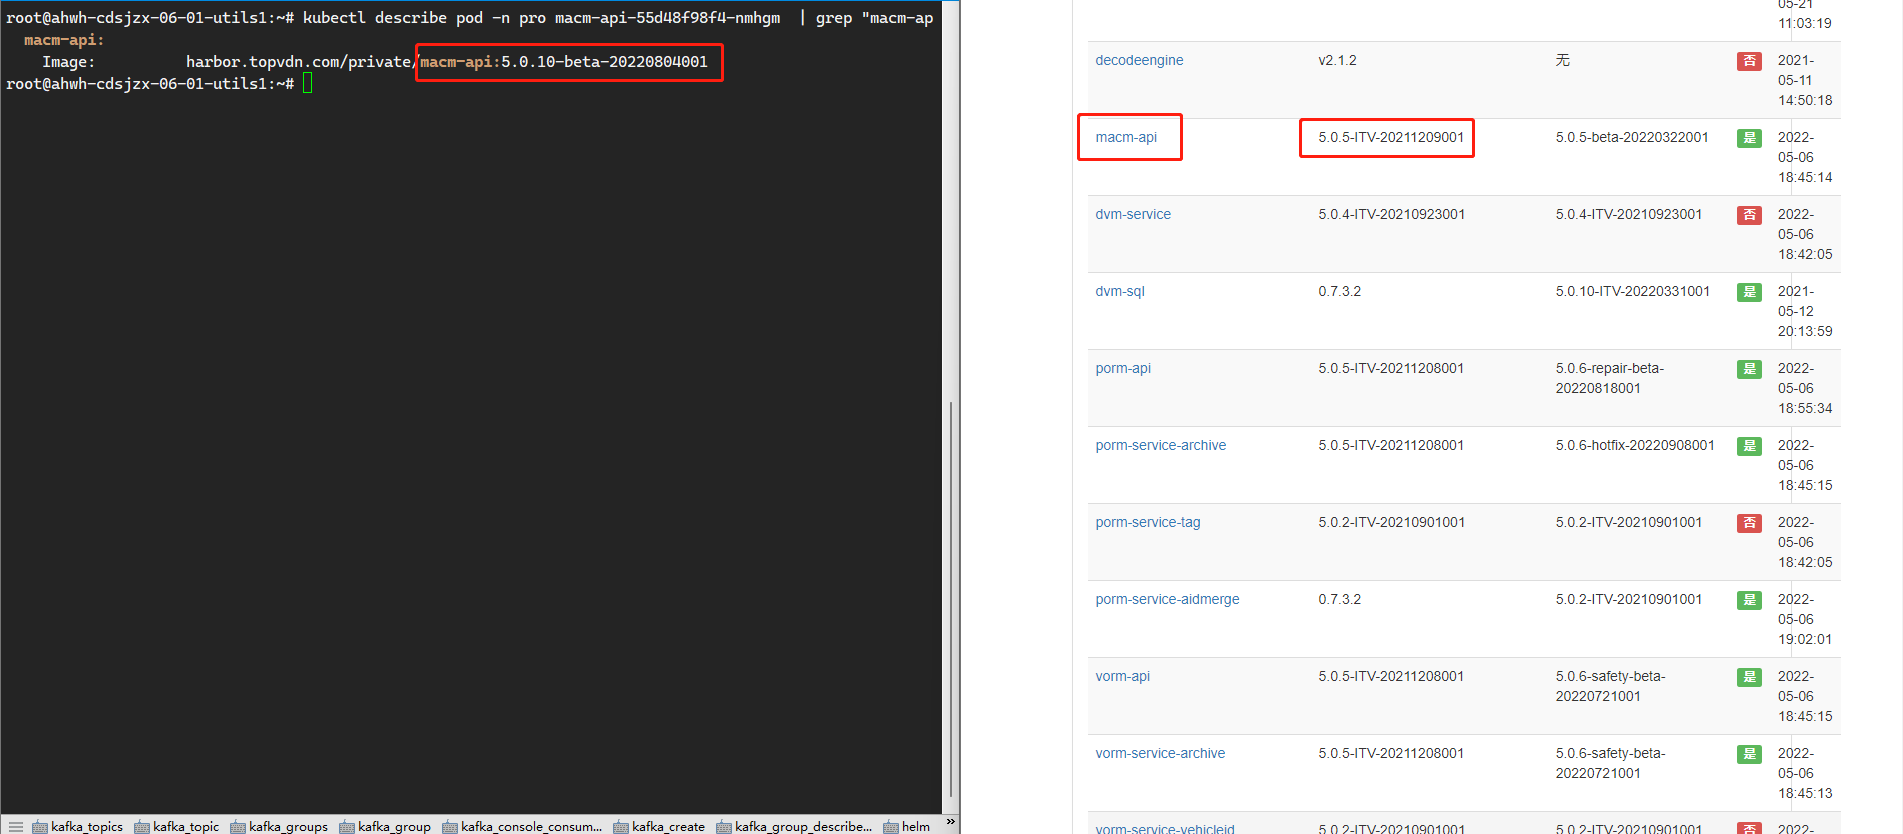 root@ahwh-cdsjzx-06-01-utils1:~# kubectl describe pod -n pro macm-api-55d48f98f4-nmhgm | grep "macm-ap
macm-api:
Image: harbor.topvdn.com/private/macm-api:5.0.10-beta-20220804001
root@ahwh-cdsjzx-06-01-utils1:~#
kafka_topics kafka_topic kafka_groups kafka_group kafka_console_consum... kafka_create kafka_group_describe... helm »
05-21
11:03:19
decodeengine v2.1.2 无 否 2021-
05-11
14:50:18
macm-api 5.0.5-ITV-20211209001 5.0.5-beta-20220322001 是 2022-
05-06
18:45:14
dvm-service 5.0.4-ITV-20210923001 5.0.4-ITV-20210923001 否 2022-
05-06
18:42:05
dvm-sql 0.7.3.2 5.0.10-ITV-20220331001 是 2021-
05-12
20:13:59
porm-api 5.0.5-ITV-20211208001 5.0.6-repair-beta- 是 2022-
20220818001 05-06
18:55:34
porm-service-archive 5.0.5-ITV-20211208001 5.0.6-hotfix-20220908001 是 2022-
05-06
18:45:15
porm-service-tag 5.0.2-ITV-20210901001 5.0.2-ITV-20210901001 否 2022-
05-06
18:42:05
porm-service-aidmerge 0.7.3.2 5.0.2-ITV-20210901001 是 2022-
05-06
19:02:01
vorm-api 5.0.5-ITV-20211208001 5.0.6-safety-beta- 是 2022-
20220721001 05-06
18:45:15
vorm-service-archive 5.0.5-ITV-20211208001 5.0.6-safety-beta- 是 2022-
20220721001 05-06
18:45:13
vorm-service-vehicleid 5.0.2-ITV-20210901001 5.0.2-ITV-20210901001 否 2022-